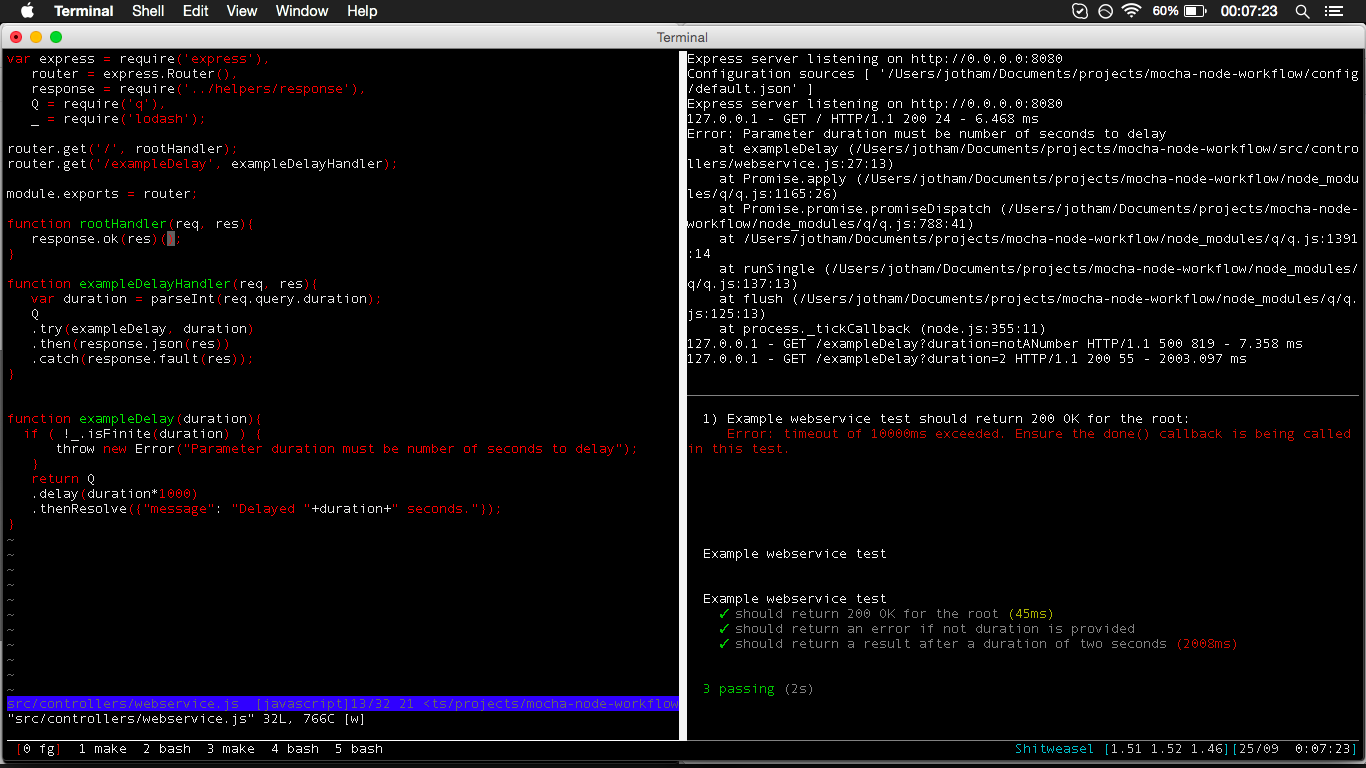 Terminal Shell Edit View Window Help 60% 00:07:23
Terminal
var express = require('express'),
router = express.Router(),
response = require('../helpers/response'),
Q = require('q'),
_ = require('lodash');
router.get('/', rootHandler);
router.get('/exampleDelay', exampleDelayHandler);
module.exports = router;
function rootHandler(req, res){
response.ok(res)();
}
function exampleDelayHandler(req, res){
var duration = parseInt(req.query.duration);
Q
.try(exampleDelay, duration)
.then(response.json(res))
.catch(response.fault(res));
}
function exampleDelay(duration){
if ( !_.isFinite(duration) ) {
throw new Error("Parameter duration must be number of seconds to delay");
}
return Q
.delay(duration*1000)
.thenResolve({"message": "Delayed "+duration+" seconds."});
}
~
~
~
~
~
~
~
~
~
~
~
src/controllers/webservice.js [javascript]13/32 21 <ts/projects/mocha-node-workflow
"src/controllers/webservice.js" 32L, 766C [w]
Express server listening on http://0.0.0.0:8080
Configuration sources [ '/Users/jotham/Documents/projects/mocha-node-workflow/config
/default.json' ]
Express server listening on http://0.0.0.0:8080
127.0.0.1 - GET / HTTP/1.1 200 24 - 6.468 ms
Error: Parameter duration must be number of seconds to delay
at exampleDelay (/Users/jotham/Documents/projects/mocha-node-workflow/src/contro
llers/webservice.js:27:13)
at Promise.apply (/Users/jotham/Documents/projects/mocha-node-workflow/node_modu
les/q/q.js:1165:26)
at Promise.promise.promiseDispatch (/Users/jotham/Documents/projects/mocha-node-
workflow/node_modules/q/q.js:788:41)
at /Users/jotham/Documents/projects/mocha-node-workflow/node_modules/q/q.js:1391
:14
at runSingle (/Users/jotham/Documents/projects/mocha-node-workflow/node_modules/
q/q.js:137:13)
at flush (/Users/jotham/Documents/projects/mocha-node-workflow/node_modules/q/q.
js:125:13)
at process._tickCallback (node.js:355:11)
127.0.0.1 - GET /exampleDelay?duration=notANumber HTTP/1.1 500 819 - 7.358 ms
127.0.0.1 - GET /exampleDelay?duration=2 HTTP/1.1 200 55 - 2003.097 ms
1) Example webservice test should return 200 OK for the root:
Error: timeout of 10000ms exceeded. Ensure the done() callback is being called
in this test.
Example webservice test
Example webservice test
✓ should return 200 OK for the root (45ms)
✓ should return an error if not duration is provided
✓ should return a result after a duration of two seconds (2008ms)
3 passing (2s)
[0 fg] 1 make 2 bash 3 make 4 bash 5 bash Shitweasel [1.51 1.52 1.46][25/09 0:07:23]